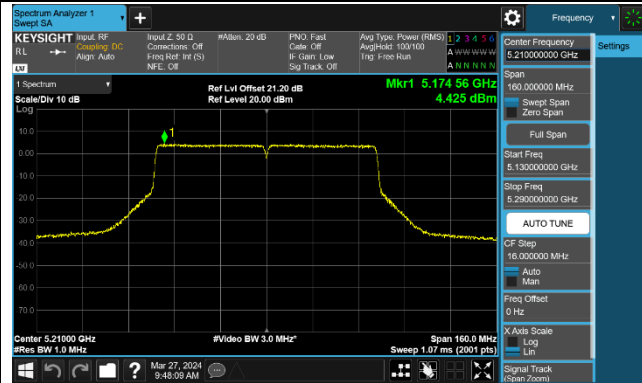 Spectrum Analyzer 1
Swept SA
Frequency
KEYSIGHT
RL
LXI
Input: RF
Coupling: DC
Align: Auto
Input Z: 50 Ω
Corrections: Off
Freq Ref: Int (S)
NFE: Off
#Atten: 20 dB
PNO: Fast
Gate: Off
IF Gain: Low
Sig Track: Off
Avg Type: Power (RMS)
Avg|Hold: 100/100
Trig: Free Run
1 2 3 4 5 6
A W W W W W
A N N N N N
Center Frequency
5.210000000 GHz
Settings
Span
160.000000 MHz
Swept Span
Zero Span
Full Span
Start Freq
5.130000000 GHz
Stop Freq
5.290000000 GHz
AUTO TUNE
CF Step
16.000000 MHz
Auto
Man
Freq Offset
0 Hz
X Axis Scale
Log
Lin
Signal Track
(Span Zoom)
1 Spectrum
Scale/Div 10 dB
Log
Ref Lvl Offset 21.20 dB
Ref Level 20.00 dBm
Mkr1 5.174 56 GHz
4.425 dBm
1
10.0
0.00
-10.0
-20.0
-30.0
-40.0
-50.0
-60.0
-70.0
Center 5.21000 GHz
#Res BW 1.0 MHz
#Video BW 3.0 MHz*
Span 160.0 MHz
Sweep 1.07 ms (2001 pts)
?
Mar 27, 2024
9:48:09 AM